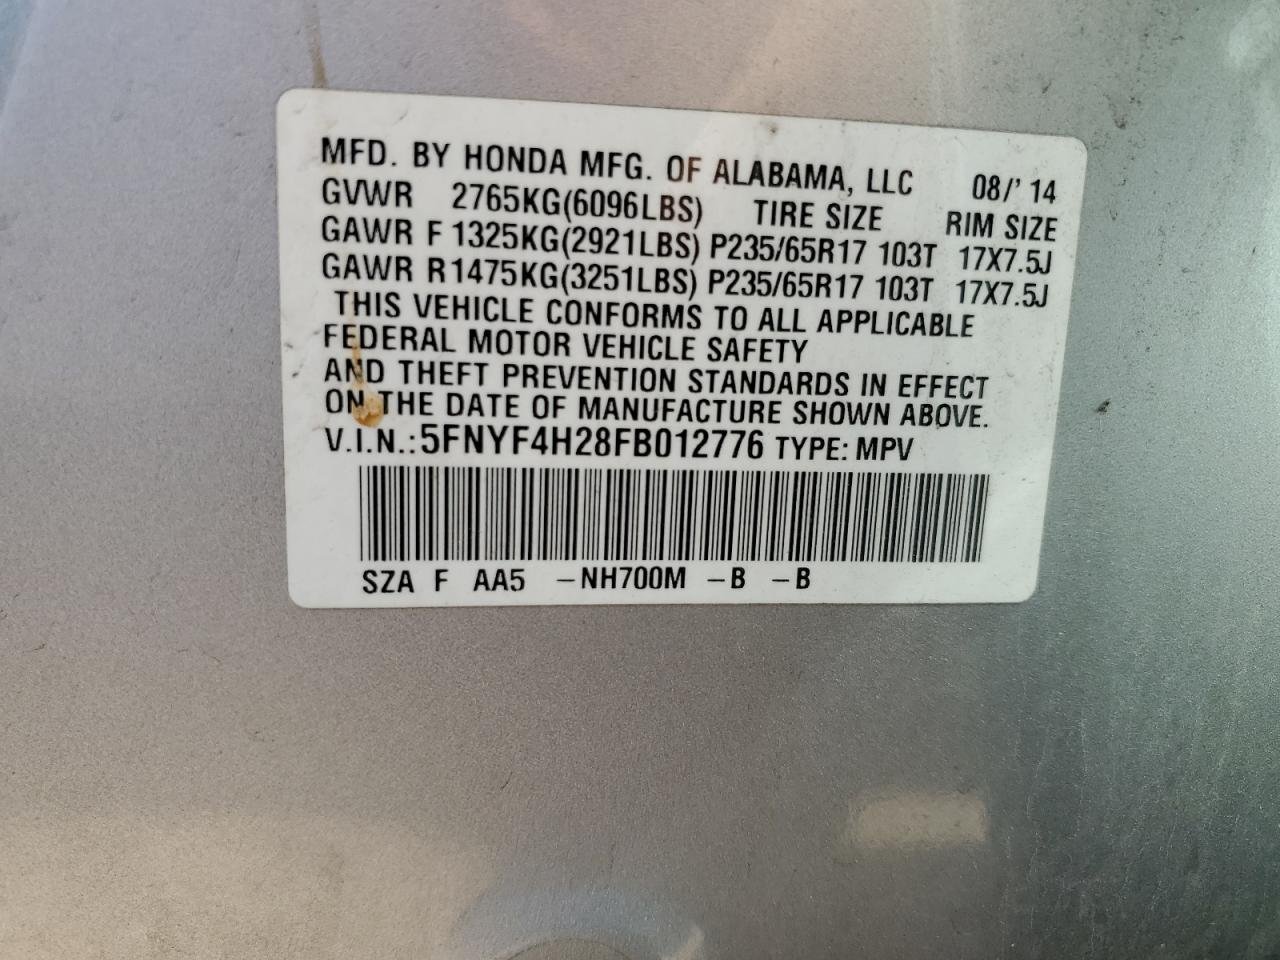 MFD. BY HONDA MFG. OF ALABAMA, LLC 08/' 14
GVWR 2765KG(6096LBS) TIRE SIZE RIM SIZE
GAWR F 1325KG(2921LBS) P235/65R17 103T 17X7.5J
GAWR R1475KG(3251LBS) P235/65R17 103T 17X7.5J
THIS VEHICLE CONFORMS TO ALL APPLICABLE
FEDERAL MOTOR VEHICLE SAFETY
AND THEFT PREVENTION STANDARDS IN EFFECT
ON THE DATE OF MANUFACTURE SHOWN ABOVE.
V.I.N.: 5FNYF4H28FB012776 TYPE: MPV
SZA F AA5 –NH700M –B –B